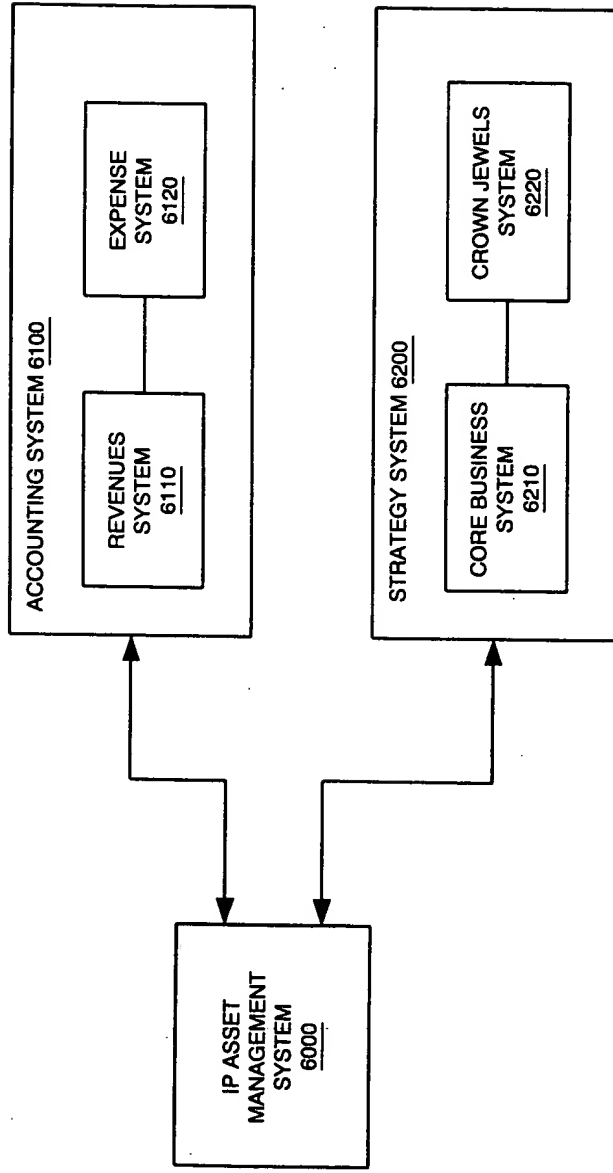 IP ASSET
MANAGEMENT
SYSTEM
6000
ACCOUNTING SYSTEM 6100
REVENUES
SYSTEM
6110
EXPENSE
SYSTEM
6120
STRATEGY SYSTEM 6200
CORE BUSINESS
SYSTEM
6210
CROWN JEWELS
SYSTEM
6220